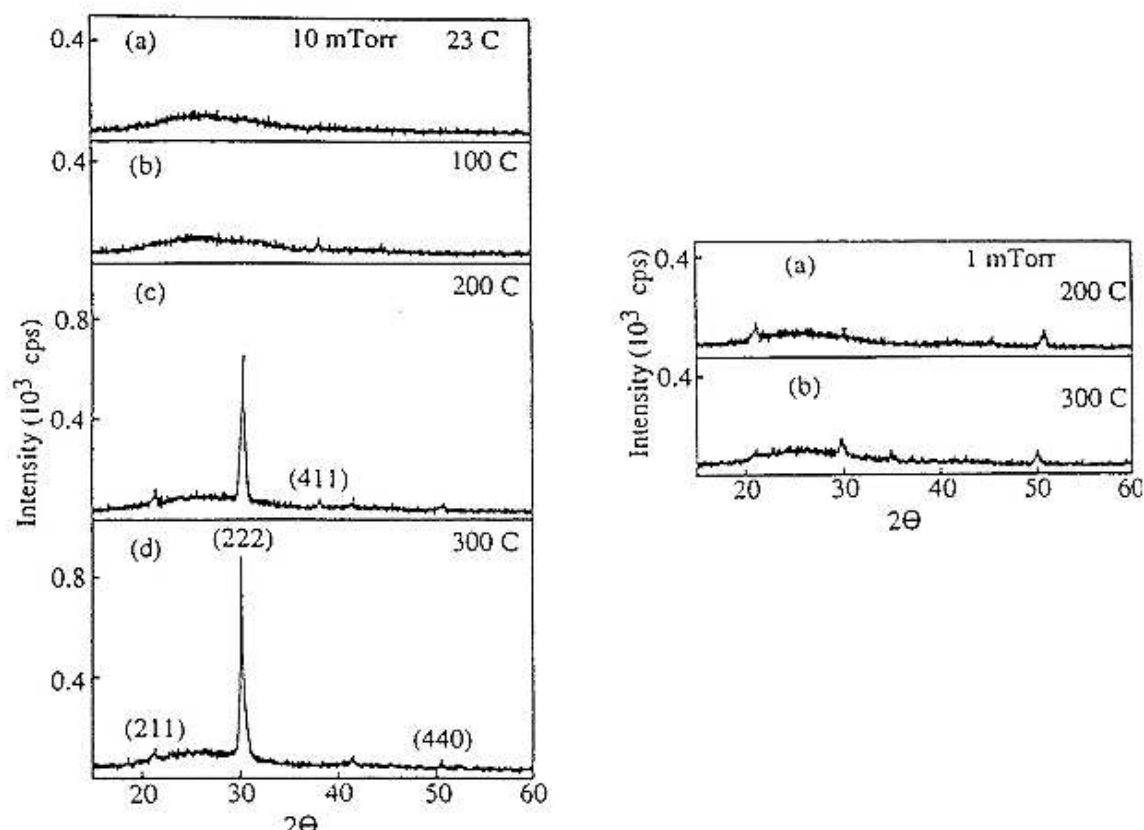 0.4
(a)
10 mTorr
23 C
0.4
(b)
100 C
(c)
200 C
0.8
0.4
(411)
(d)
(222)
300 C
0.8
0.4
(211)
(440)
20
30
40
50
60
2Θ
Intensity (10³ cps)
0.4
(a)
1 mTorr
200 C
0.4
(b)
300 C
20
30
40
50
60
2Θ
Intensity (10³ cps)